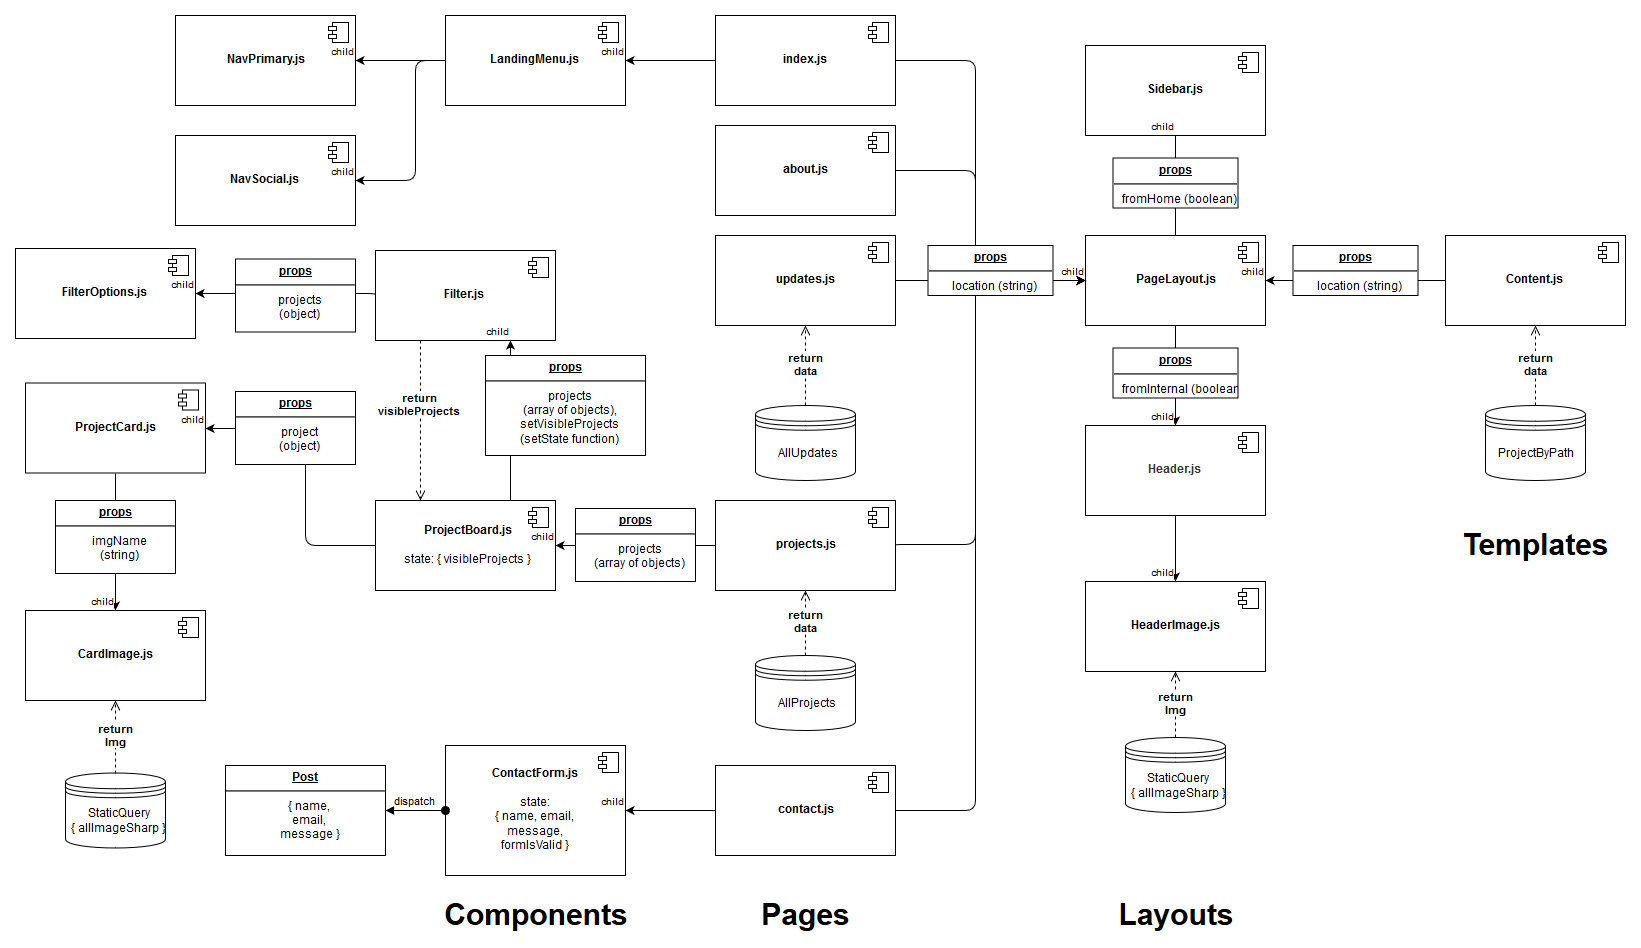 NavPrimary.js
child
LandingMenu.js
child
index.js
Sidebar.js
child
NavSocial.js
child
about.js
props
fromHome (boolean)
FilterOptions.js
child
props
projects
(object)
Filter.js
child
updates.js
props
location (string)
child
PageLayout.js
child
props
location (string)
Content.js
return
visibleProjects
props
projects
(array of objects),
setVisibleProjects
(setState function)
return
data
AllUpdates
props
fromInternal (boolean
child
Header.js
return
data
ProjectByPath
ProjectCard.js
child
props
project
(object)
props
imgName
(string)
child
ProjectBoard.js
child
state: { visibleProjects }
props
projects
(array of objects)
projects.js
Templates
child
HeaderImage.js
CardImage.js
return
data
AllProjects
return
Img
StaticQuery
{ allImageSharp }
return
Img
StaticQuery
{ allImageSharp }
Post
{ name,
email,
message }
dispatch
ContactForm.js
child
state:
{ name, email,
message,
formIsValid }
contact.js
Components
Pages
Layouts